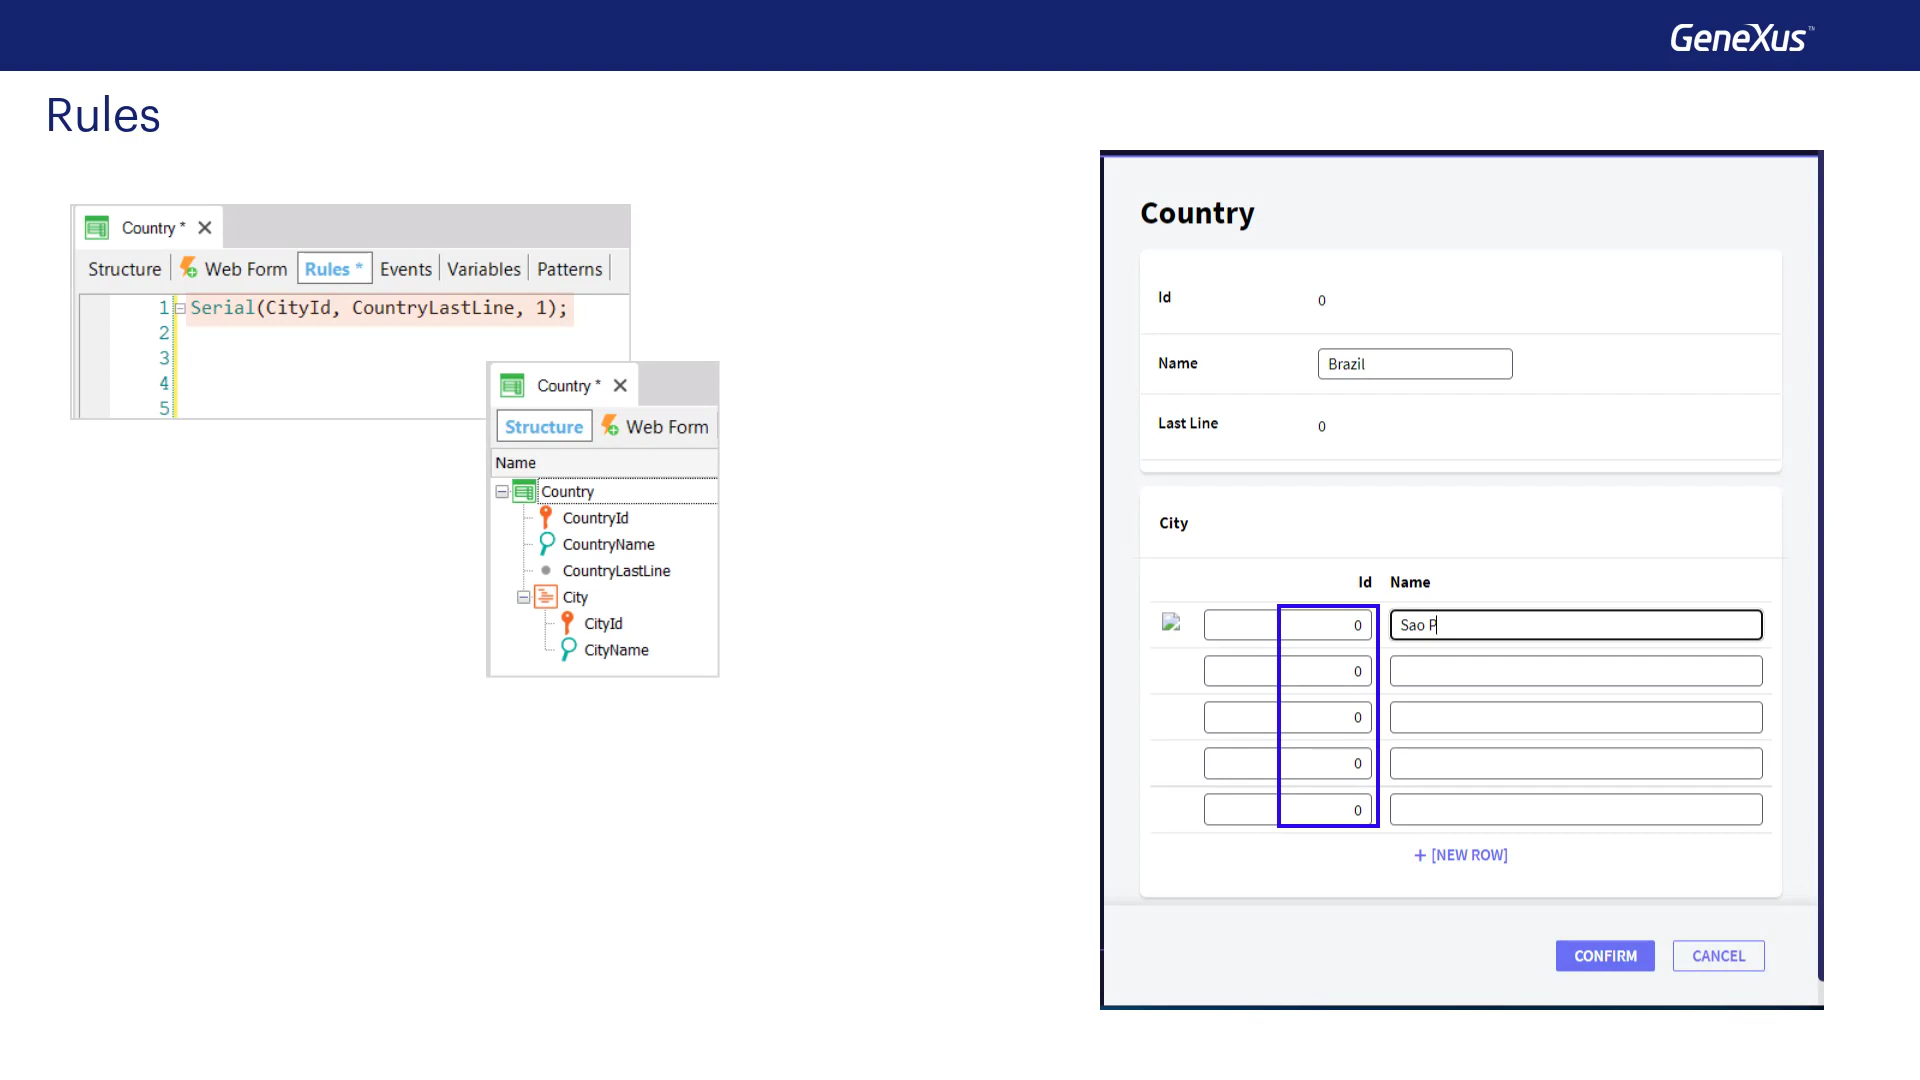 GeneXus™
Rules
Country *
Structure Web Form Rules * Events Variables Patterns
1 Serial(CityId, CountryLastLine, 1);
2
3
4
5
Country *
Structure Web Form
Name
Country
CountryId
CountryName
CountryLastLine
City
CityId
CityName
Country
Id 0
Name Brazil
Last Line 0
City
Id Name
0 Sao P
0
0
0
0
+ [NEW ROW]
CONFIRM CANCEL